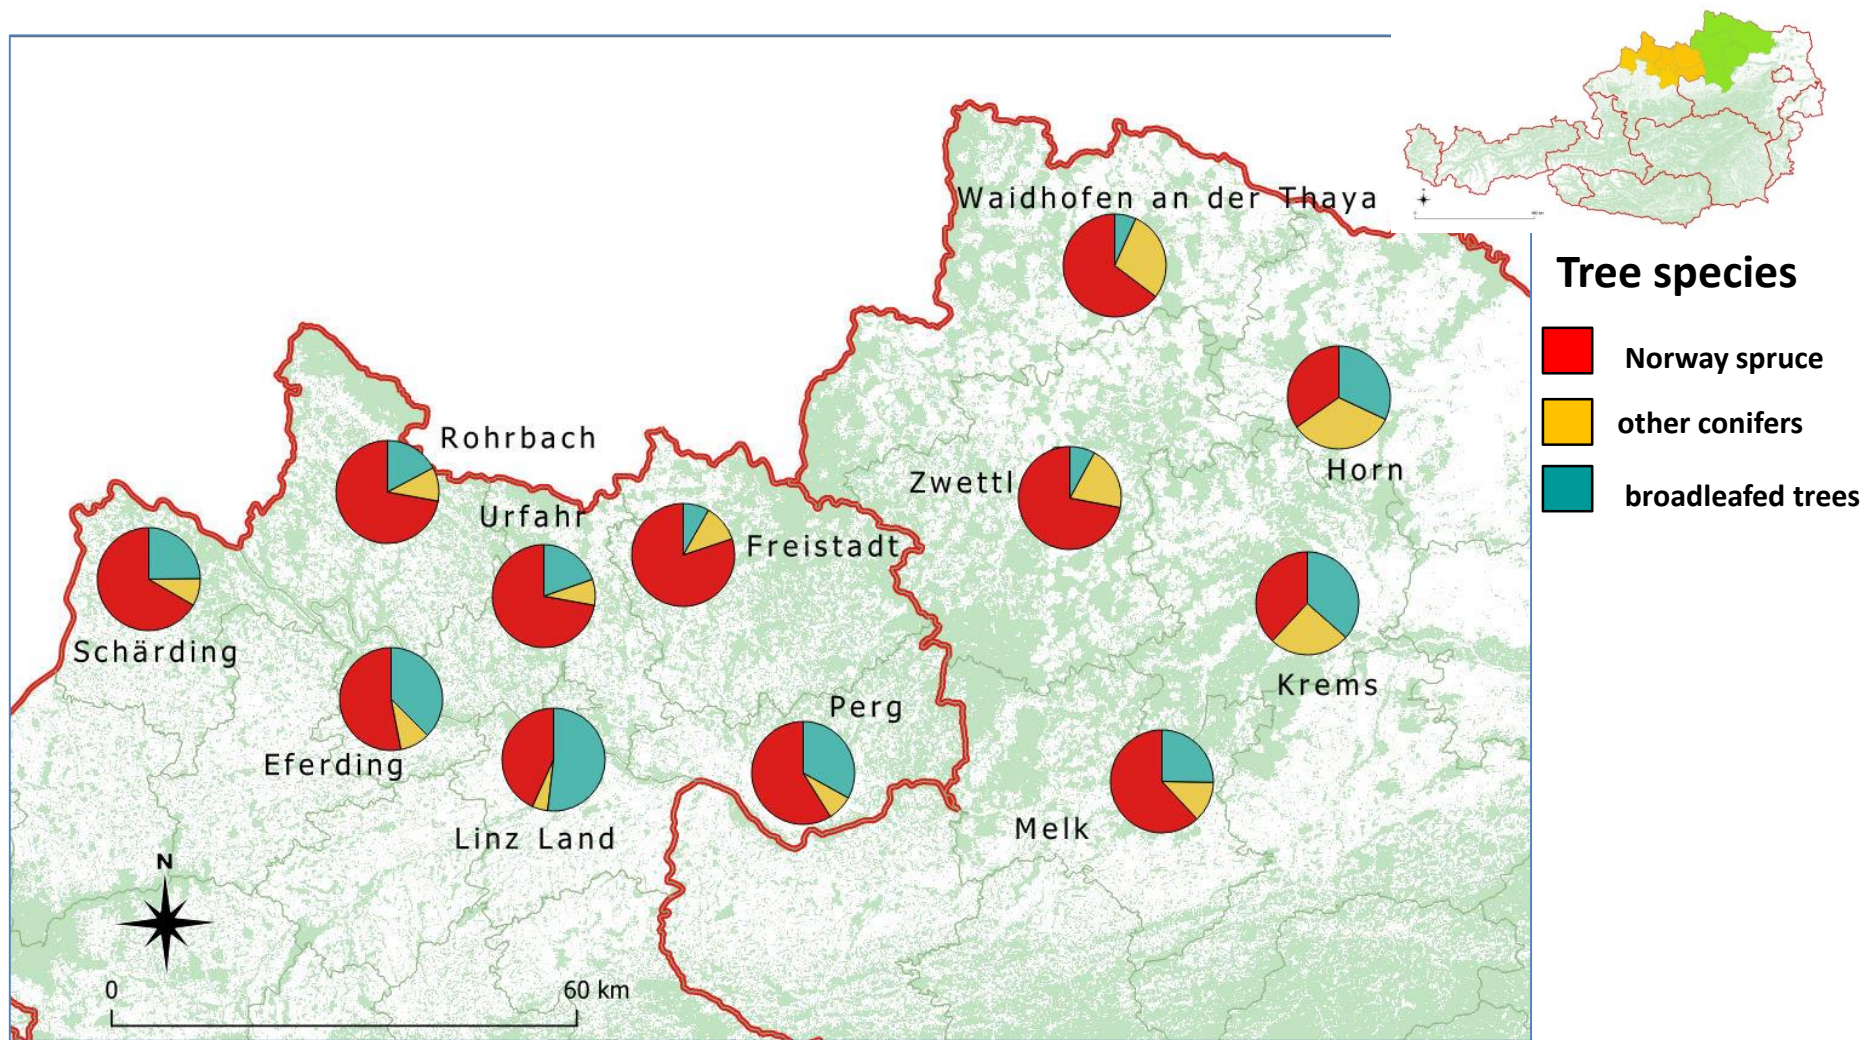 Waidhofen an der Thaya
Tree species
Norway spruce
other conifers
broadleafed trees
Rohrbach
Horn
Zwettl
Urfahr
Freistadt
Schärding
Krems
Perg
Eferding
Melk
Linz Land
N
0
60 km